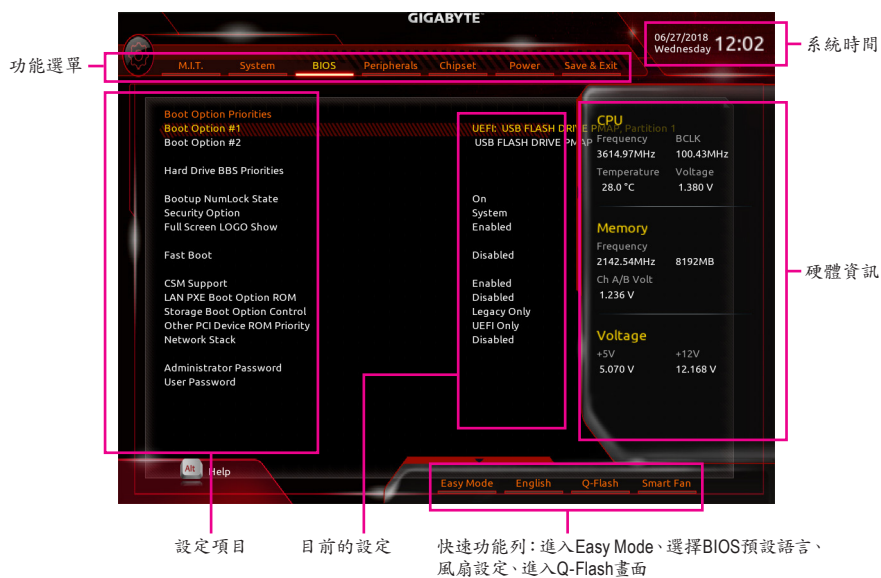 GIGABYTE
06/27/2018
Wednesday 12:02
系統時間
功能選單
M.I.T. System BIOS Peripherals Chipset Power Save & Exit
Boot Option Priorities
Boot Option #1 UEFI: USB FLASH DRIVE PMAP, Partition 1
Boot Option #2 USB FLASH DRIVE PMAP
Hard Drive BBS Priorities
Bootup NumLock State On
Security Option System
Full Screen LOGO Show Enabled
Fast Boot Disabled
CSM Support Enabled
LAN PXE Boot Option ROM Disabled
Storage Boot Option Control Legacy Only
Other PCI Device ROM Priority UEFI Only
Network Stack Disabled
Administrator Password
User Password
CPU
Frequency BCLK
3614.97MHz 100.43MHz
Temperature Voltage
28.0 °C 1.380 V
Memory
Frequency
2142.54MHz 8192MB
Ch A/B Volt
1.236 V
Voltage
+5V +12V
5.070 V 12.168 V
硬體資訊
Alt Help
Easy Mode English Q-Flash Smart Fan
設定項目
目前的設定
快速功能列：進入Easy Mode、選擇BIOS預設語言、
風扇設定、進入Q-Flash畫面